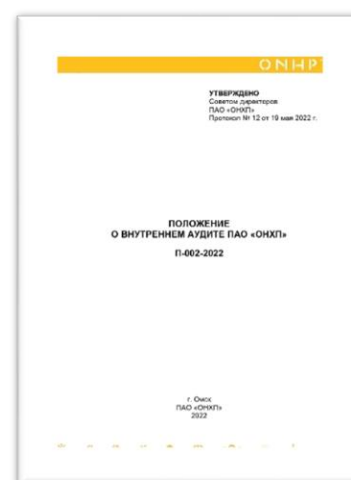 ONHP
УТВЕРЖДЕНО
Советом директоров
ПАО «ОНХП»
Протокол № 12 от 19 мая 2022 г.
ПОЛОЖЕНИЕ
О ВНУТРЕННЕМ АУДИТЕ ПАО «ОНХП»
П-002-2022
г. Омск
ПАО «ОНХП»
2022